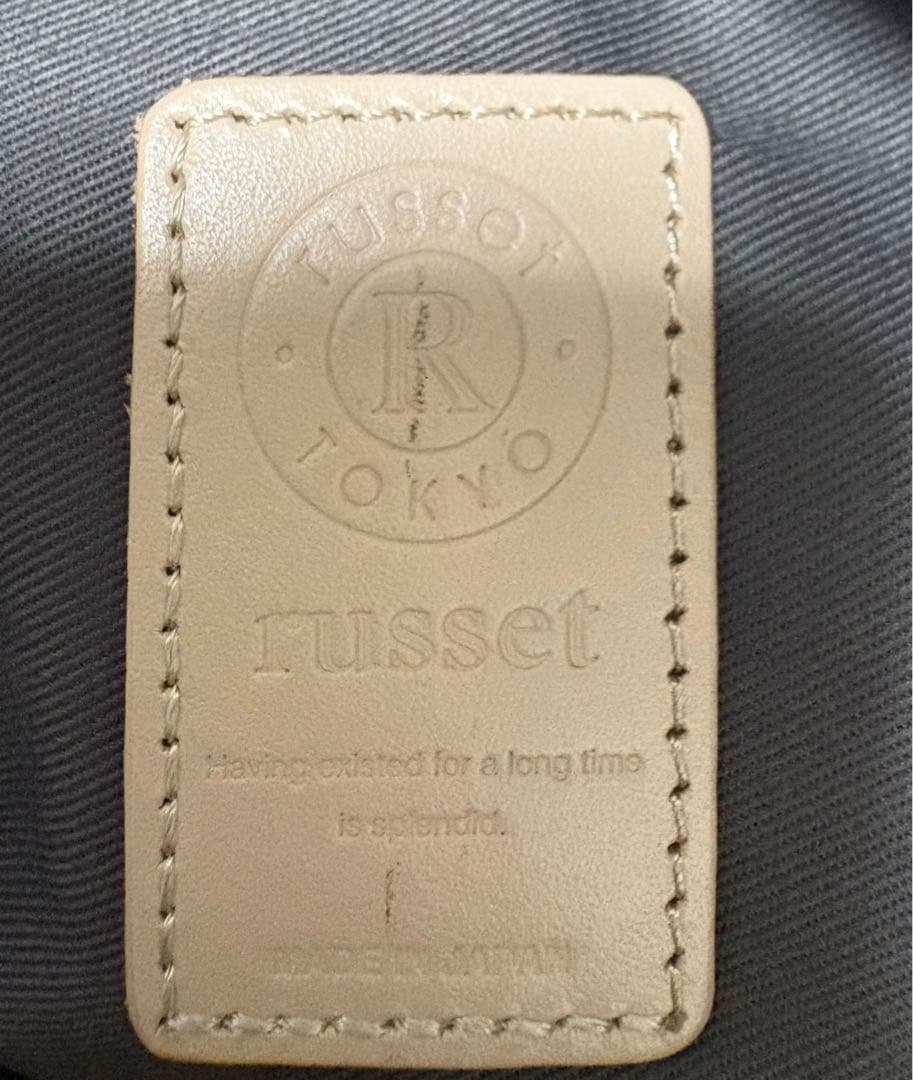 russet
R
TOKYO
russet
Having existed for a long time
is splendid.
MADE IN JAPAN